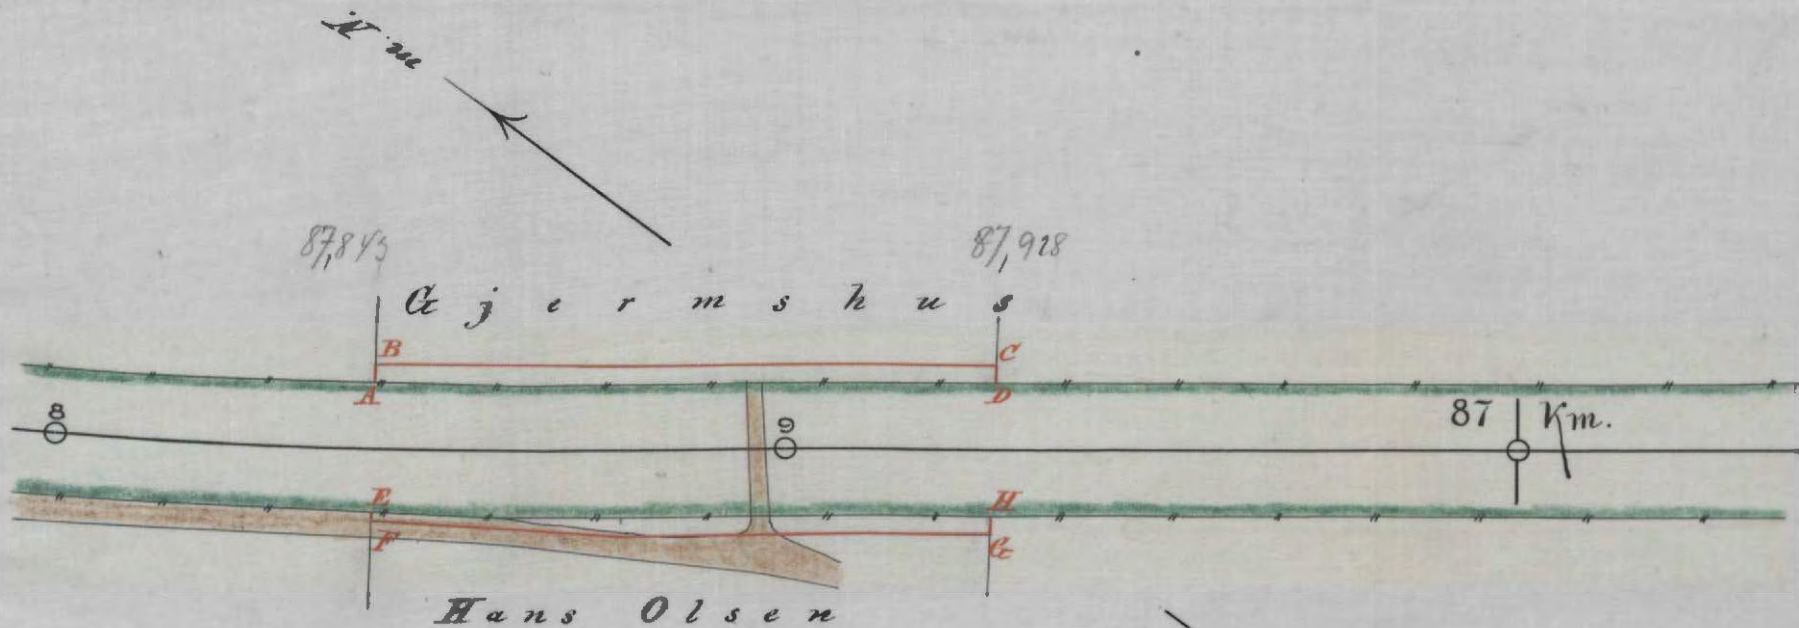 N m
87,843 87,928
Gjermshus
B C
A D
8 9 87 Km.
E H
F G
Hans Olsen